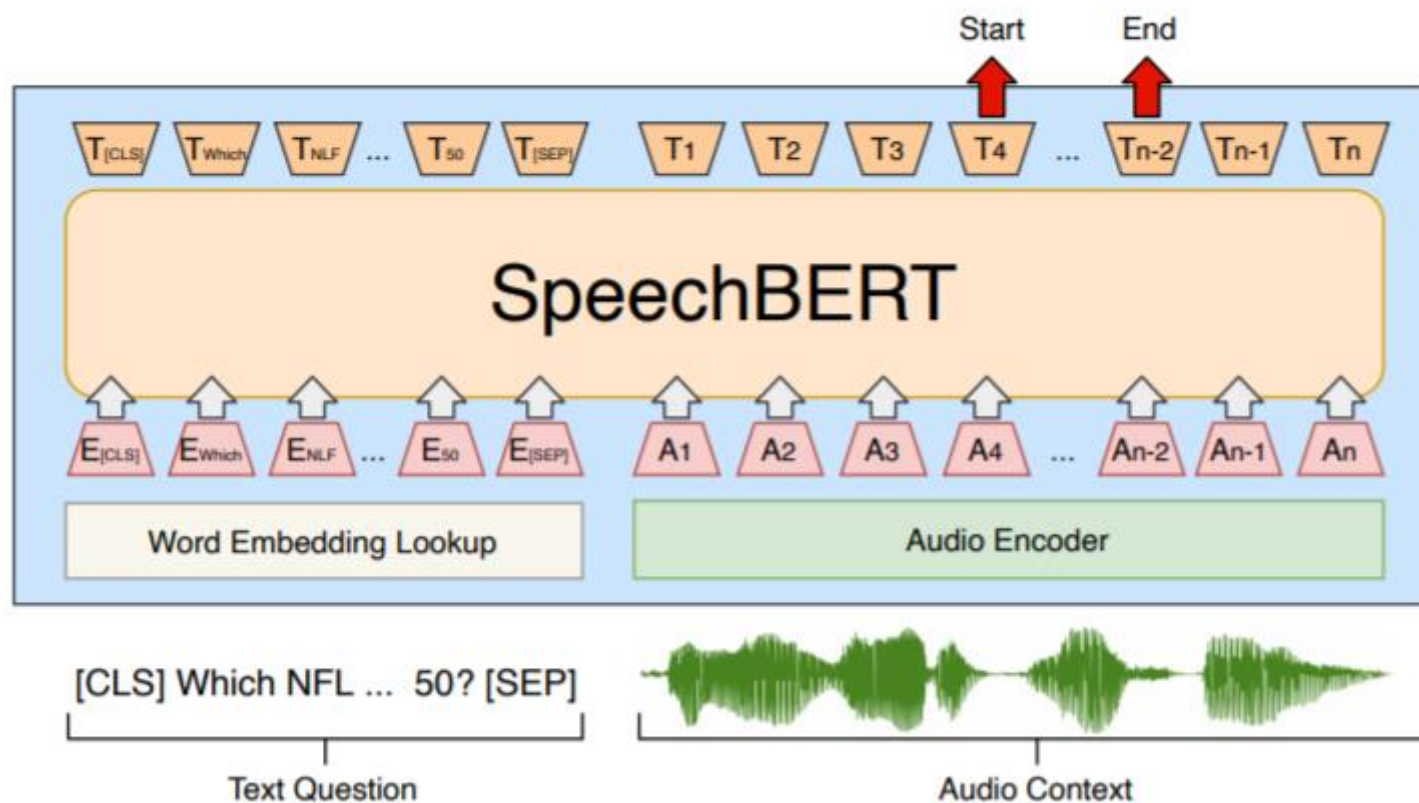 Start End
T[CLS] TWhich TNLF ... T50 T[SEP] T1 T2 T3 T4 ... Tn-2 Tn-1 Tn
SpeechBERT
E[CLS] EWhich ENLF ... E50 E[SEP] A1 A2 A3 A4 ... An-2 An-1 An
Word Embedding Lookup Audio Encoder
[CLS] Which NFL ... 50? [SEP]
Text Question Audio Context